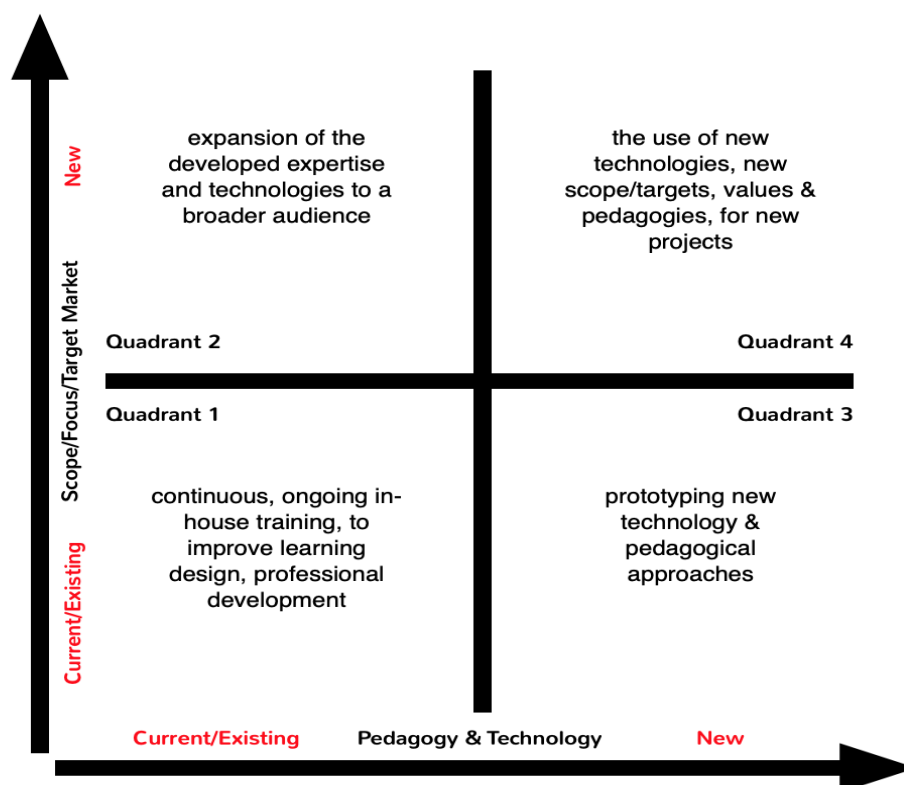 New
Scope/Focus/Target Market
Current/Existing
expansion of the
developed expertise
and technologies to a
broader audience
the use of new
technologies, new
scope/targets, values &
pedagogies, for new
projects
Quadrant 2
Quadrant 4
Quadrant 1
Quadrant 3
continuous, ongoing in-
house training, to
improve learning
design, professional
development
prototyping new
technology &
pedagogical
approaches
Current/Existing
Pedagogy & Technology
New